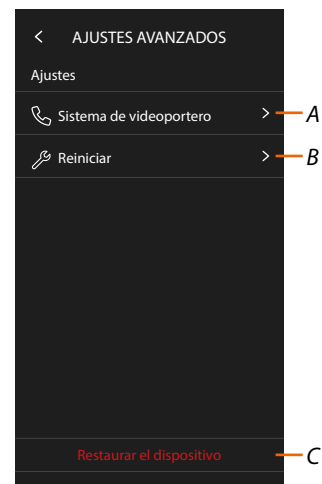 AJUSTES AVANZADOS
Ajustes
Sistema de videoportero A
Reiniciar B
Restaurar el dispositivo C